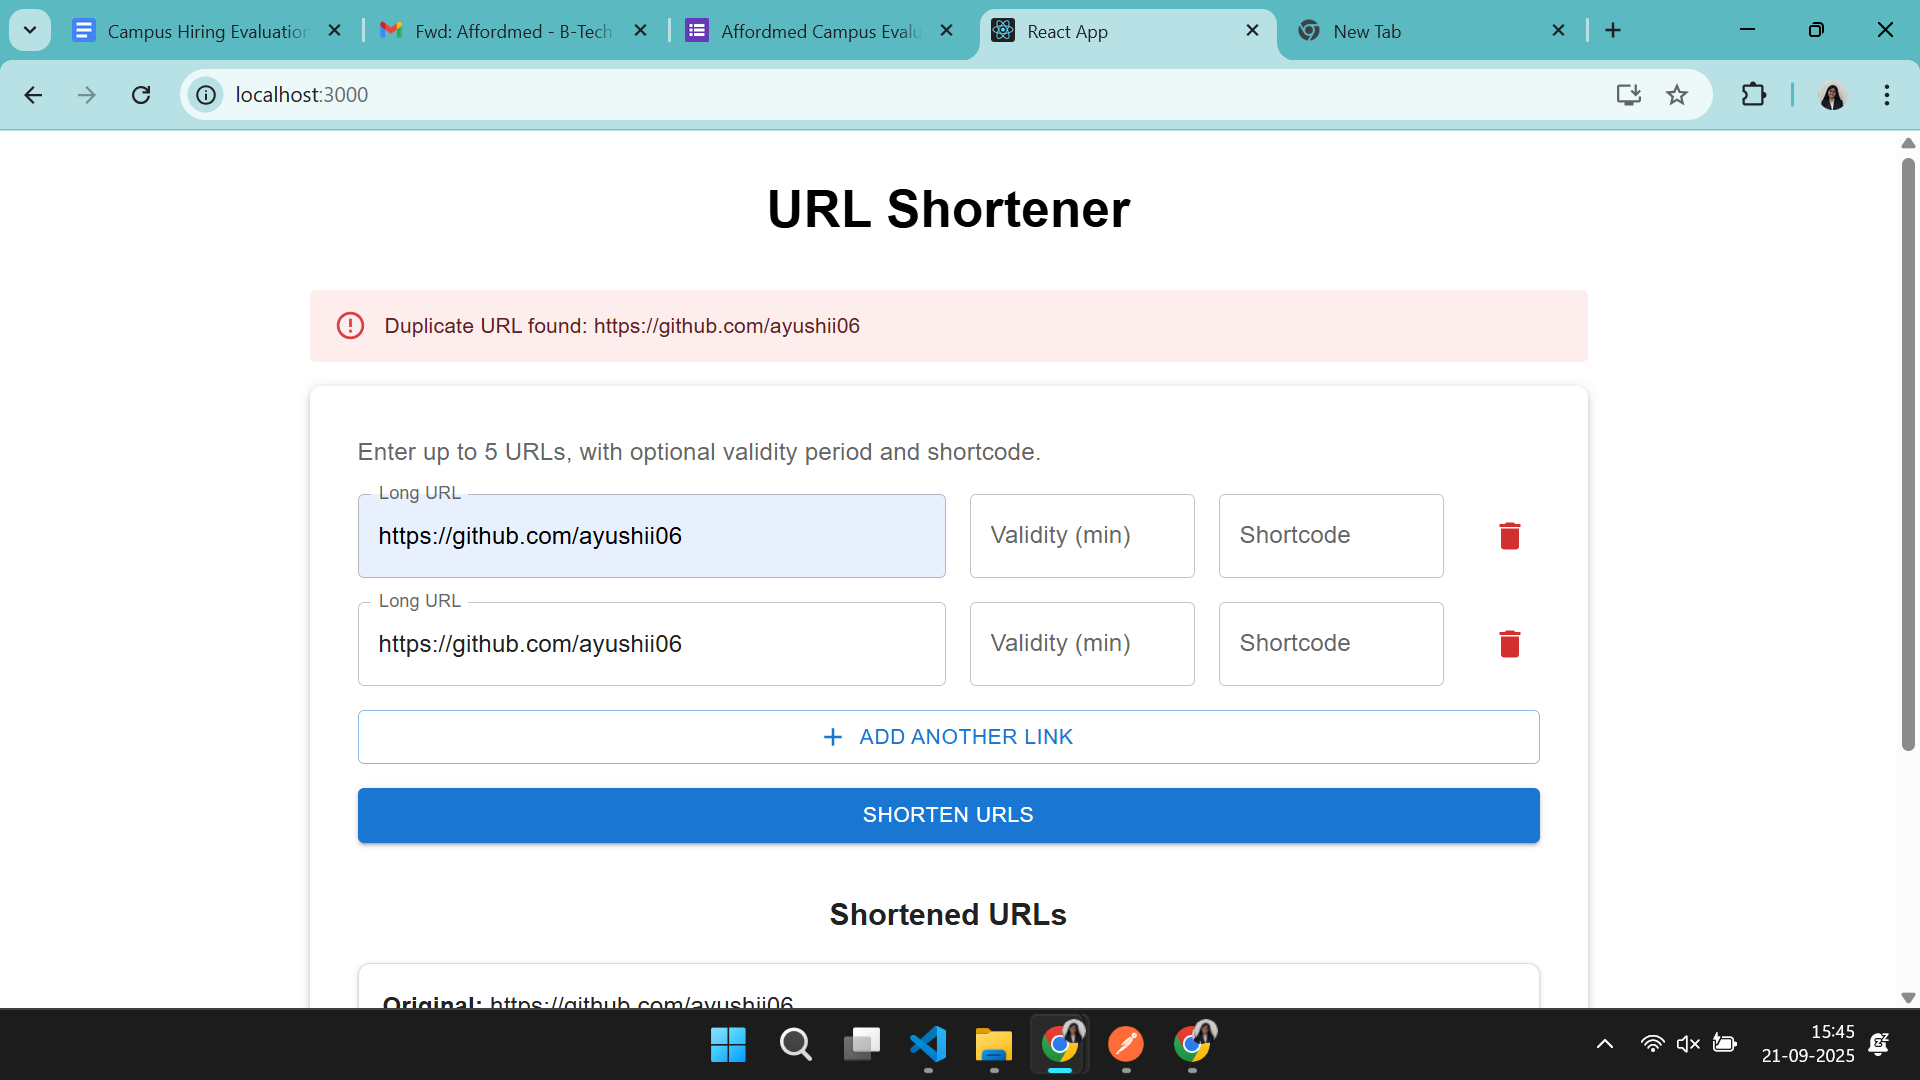 Campus Hiring Evaluation
Fwd: Affordmed - B-Tech
Affordmed Campus Evalu
React App
New Tab
localhost:3000
URL Shortener
Duplicate URL found: https://github.com/ayushii06
Enter up to 5 URLs, with optional validity period and shortcode.
Long URL
https://github.com/ayushii06
Validity (min)
Shortcode
Long URL
https://github.com/ayushii06
Validity (min)
Shortcode
ADD ANOTHER LINK
SHORTEN URLS
Shortened URLs
Original: https://github.com/ayushii06
15:45
21-09-2025